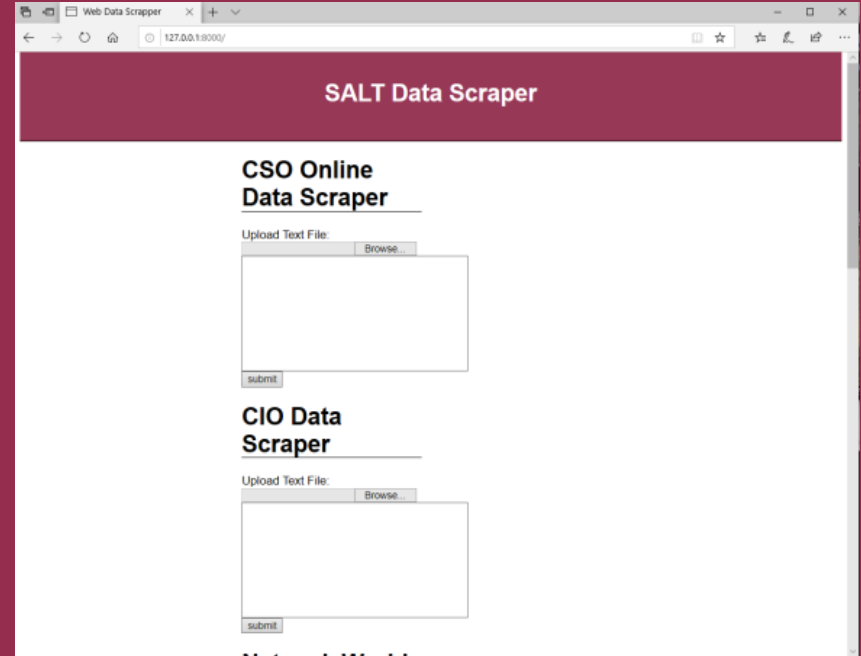 Web Data Scrapper
127.0.0.1:8000/
SALT Data Scraper
CSO Online
Data Scraper
Upload Text File:
Browse...
submit
CIO Data
Scraper
Upload Text File:
Browse...
submit